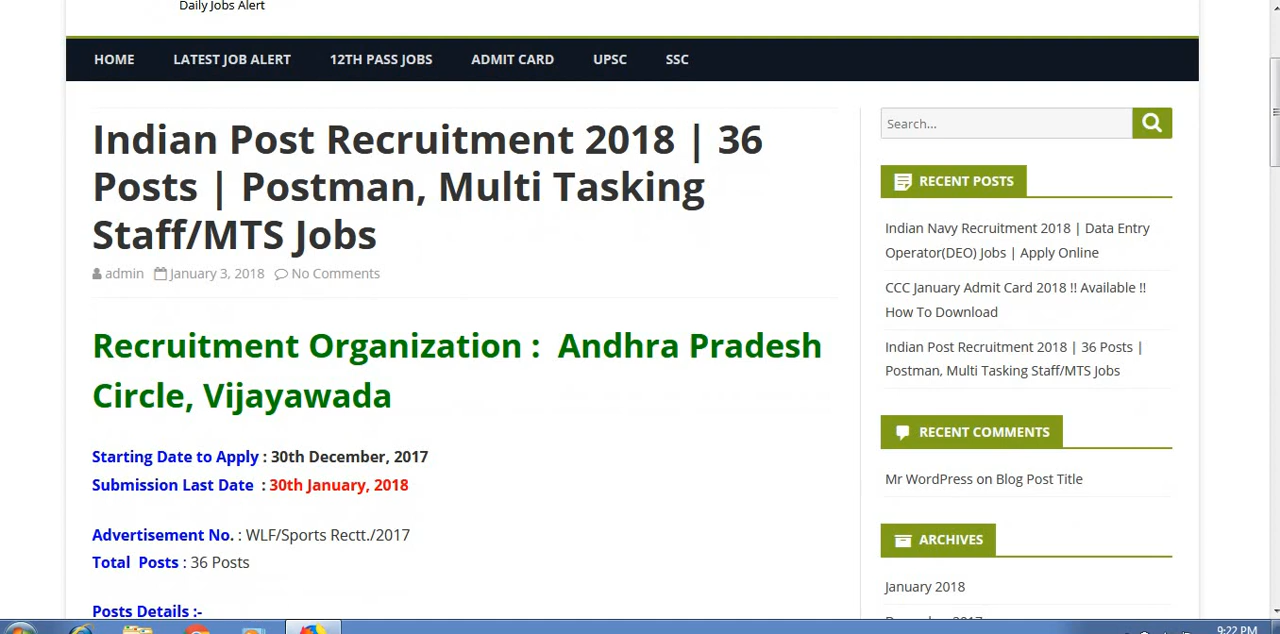 Daily Jobs Alert
HOME LATEST JOB ALERT 12TH PASS JOBS ADMIT CARD UPSC SSC
Indian Post Recruitment 2018 | 36
Posts | Postman, Multi Tasking
Staff/MTS Jobs
admin January 3, 2018 No Comments
Recruitment Organization : Andhra Pradesh
Circle, Vijayawada
Starting Date to Apply : 30th December, 2017
Submission Last Date : 30th January, 2018
Advertisement No. : WLF/Sports Rectt./2017
Total Posts : 36 Posts
Posts Details :-
Search...
RECENT POSTS
Indian Navy Recruitment 2018 | Data Entry
Operator(DEO) Jobs | Apply Online
CCC January Admit Card 2018 !! Available !!
How To Download
Indian Post Recruitment 2018 | 36 Posts |
Postman, Multi Tasking Staff/MTS Jobs
RECENT COMMENTS
Mr WordPress on Blog Post Title
ARCHIVES
January 2018
9:22 PM